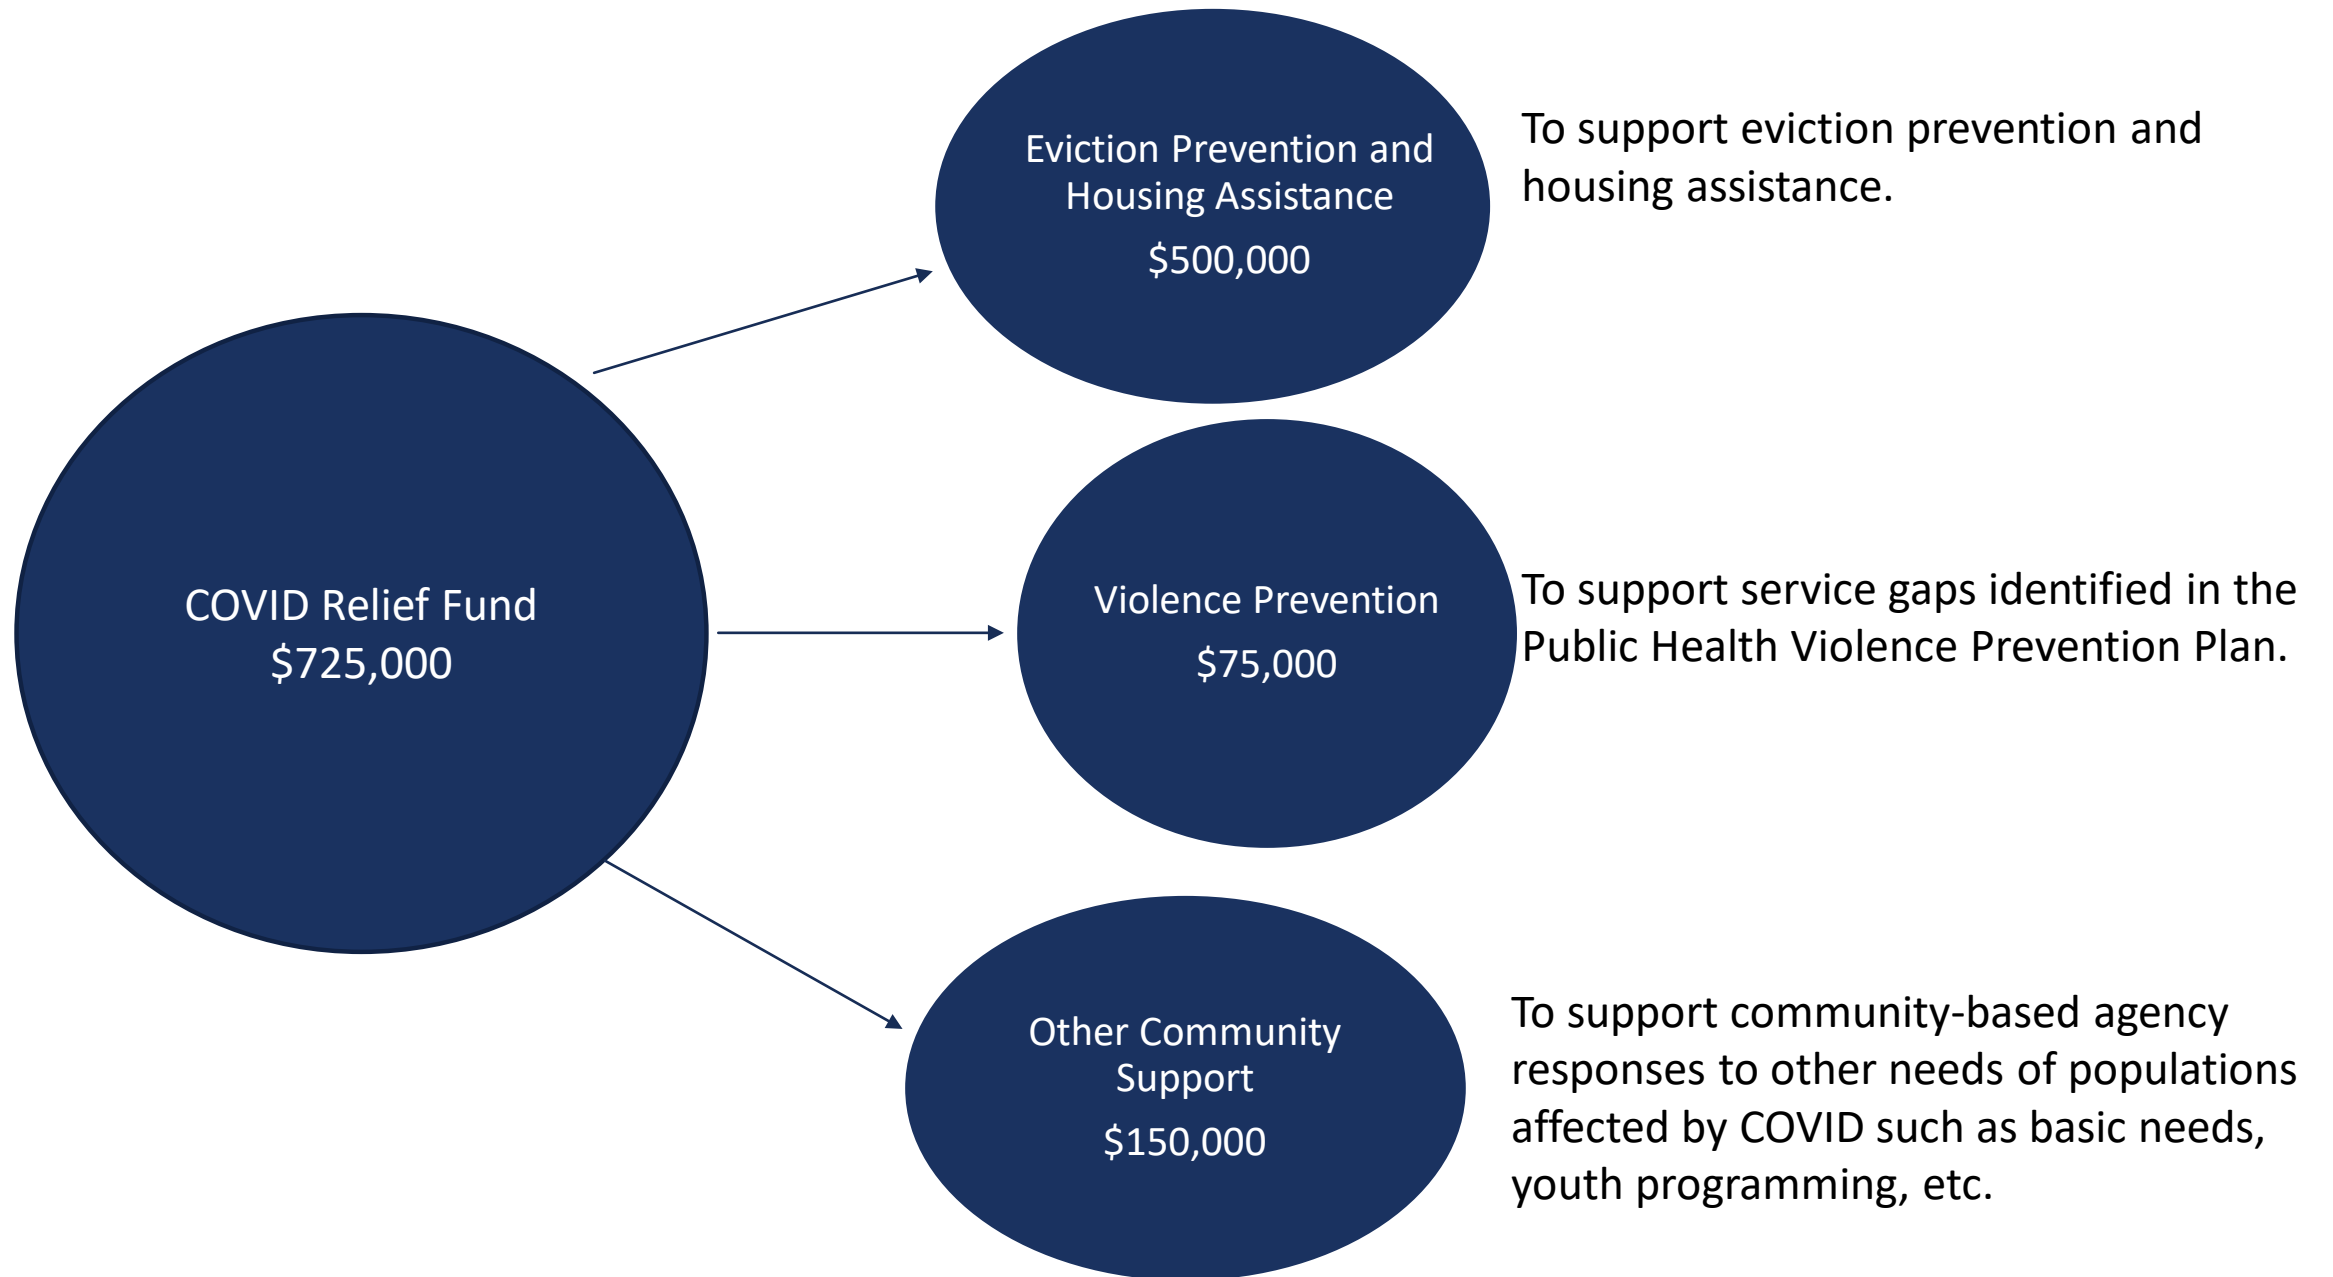 COVID Relief Fund
$725,000
Eviction Prevention and
Housing Assistance
$500,000
To support eviction prevention and
housing assistance.
Violence Prevention
$75,000
To support service gaps identified in the
Public Health Violence Prevention Plan.
Other Community
Support
$150,000
To support community-based agency
responses to other needs of populations
affected by COVID such as basic needs,
youth programming, etc.